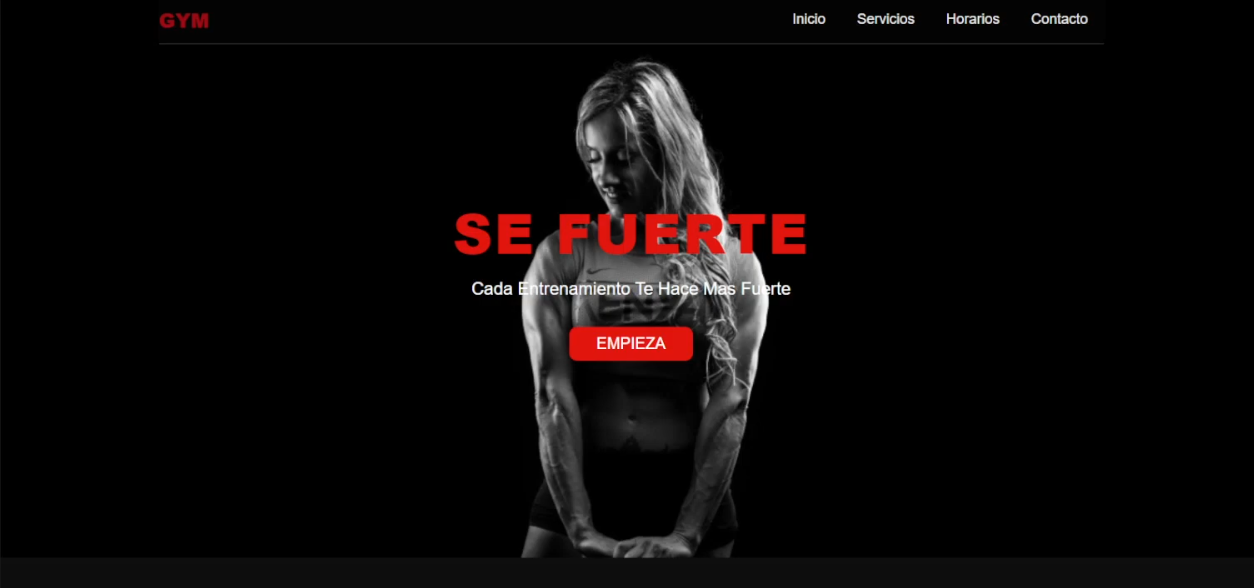 GYM
Inicio Servicios Horarios Contacto
SE FUERTE
Cada Entrenamiento Te Hace Mas Fuerte
EMPIEZA